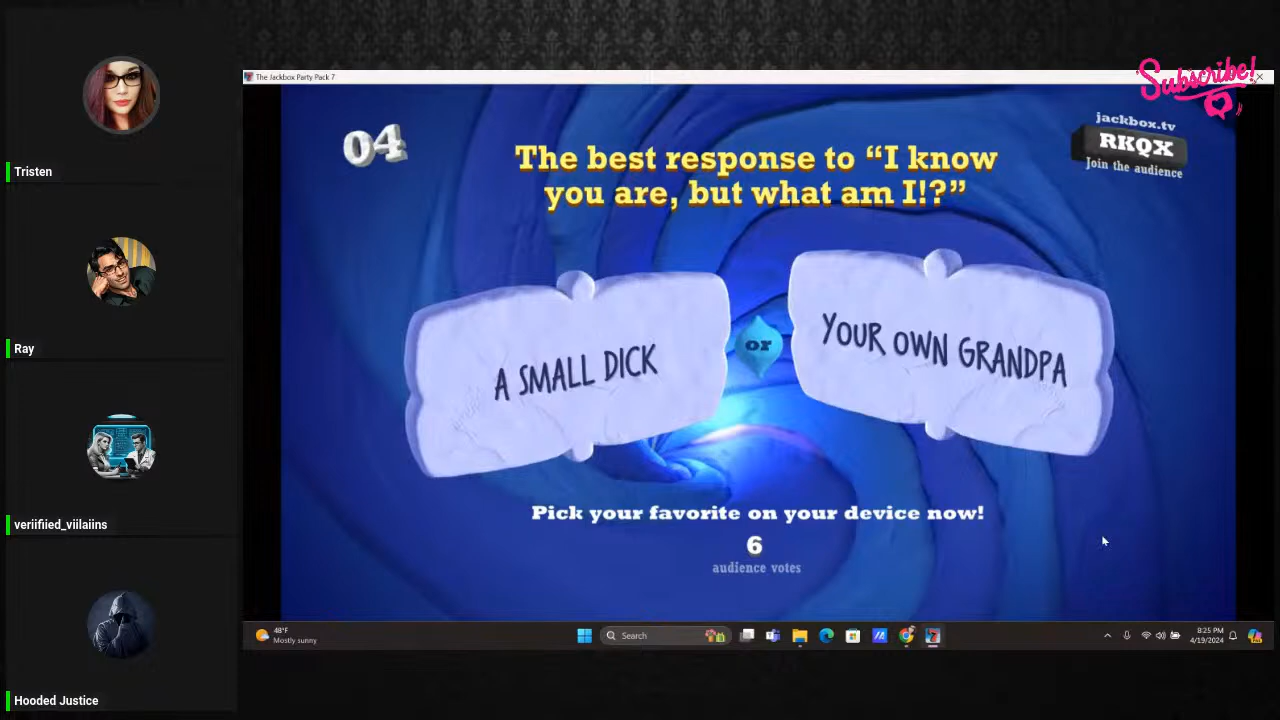 The Jackbox Party Pack 7
Subscribe!
04
The best response to “I know
you are, but what am I!?”
jackbox.tv
RKQX
Join the audience
A SMALL DICK
or
YOUR OWN GRANDPA
Pick your favorite on your device now!
6
audience votes
Tristen
Ray
veriifiied_viilaiins
Hooded Justice
48°F
Mostly sunny
Search
8:25 PM
4/19/2024